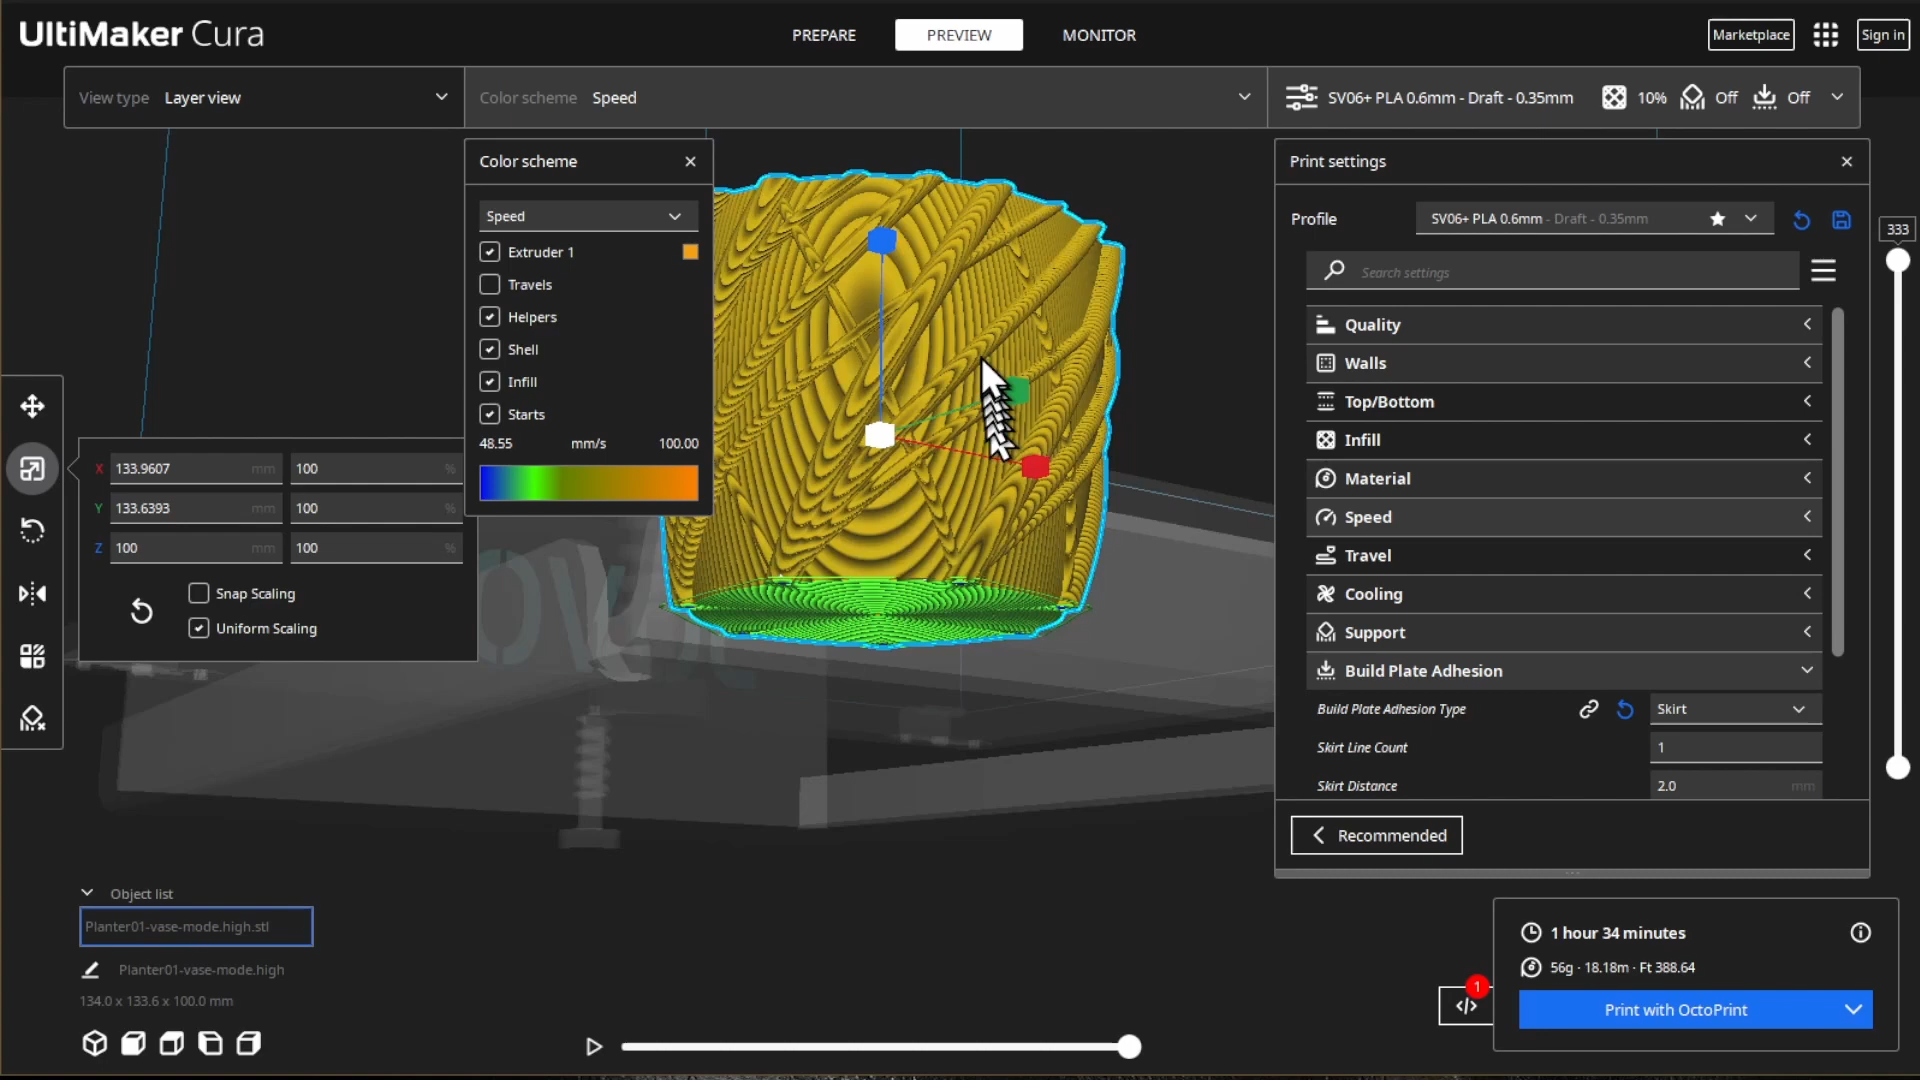 UltiMaker Cura
PREPARE
PREVIEW
MONITOR
Marketplace
Sign in
View type Layer view
Color scheme Speed
SV06+ PLA 0.6mm - Draft - 0.35mm
10%
Off
Off
Color scheme
Speed
Extruder 1
Travels
Helpers
Shell
Infill
Starts
48.55 mm/s 100.00
Print settings
Profile
SV06+ PLA 0.6mm - Draft - 0.35mm
Search settings
Quality
Walls
Top/Bottom
Infill
Material
Speed
Travel
Cooling
Support
Build Plate Adhesion
Build Plate Adhesion Type
Skirt
Skirt Line Count
1
Skirt Distance
2.0 mm
Recommended
333
X 133.9607 mm 100 %
Y 133.6393 mm 100 %
Z 100 mm 100 %
Snap Scaling
Uniform Scaling
Object list
Planter01-vase-mode.high.stl
Planter01-vase-mode.high
134.0 x 133.6 x 100.0 mm
1 hour 34 minutes
56g · 18.18m · Ft 388.64
1
Print with OctoPrint